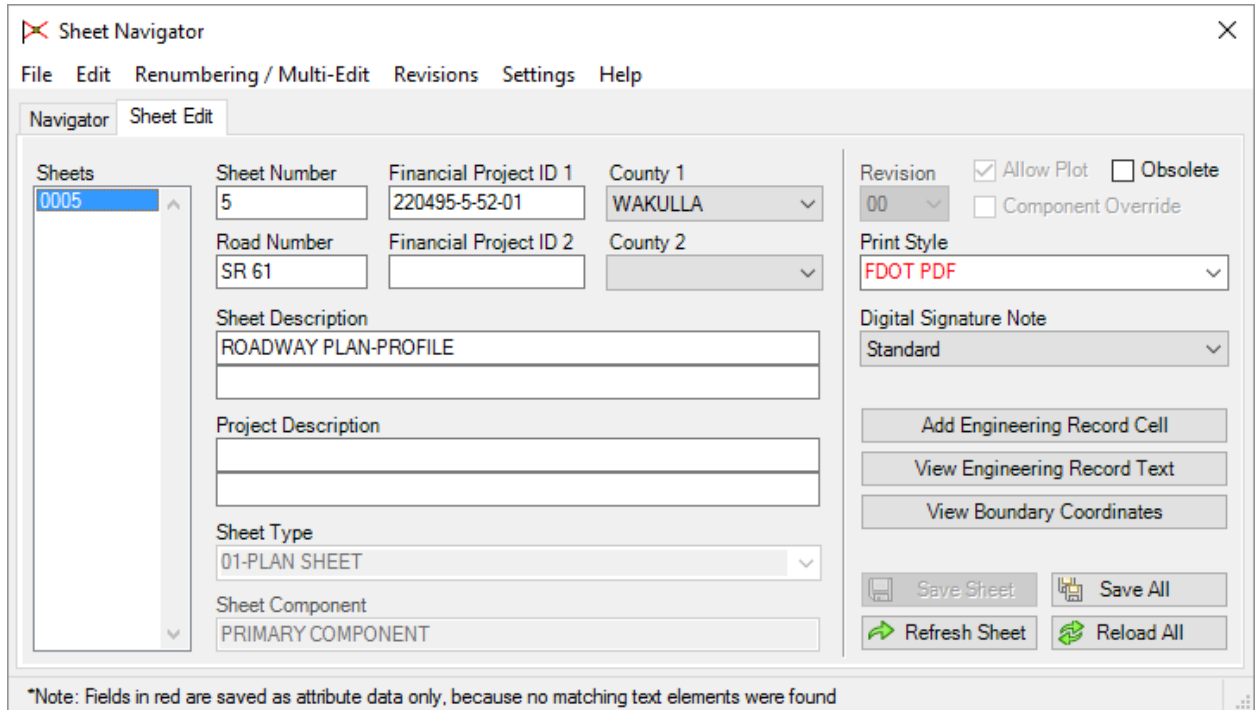 Sheet Navigator
File Edit Renumbering / Multi-Edit Revisions Settings Help
Navigator Sheet Edit
Sheets
0005
Sheet Number Financial Project ID 1 County 1
5 220495-5-52-01 WAKULLA
Road Number Financial Project ID 2 County 2
SR 61
Sheet Description
ROADWAY PLAN-PROFILE
Project Description
Sheet Type
01-PLAN SHEET
Sheet Component
PRIMARY COMPONENT
Revision Allow Plot Obsolete
00 Component Override
Print Style
FDOT PDF
Digital Signature Note
Standard
Add Engineering Record Cell
View Engineering Record Text
View Boundary Coordinates
Save Sheet Save All
Refresh Sheet Reload All
*Note: Fields in red are saved as attribute data only, because no matching text elements were found